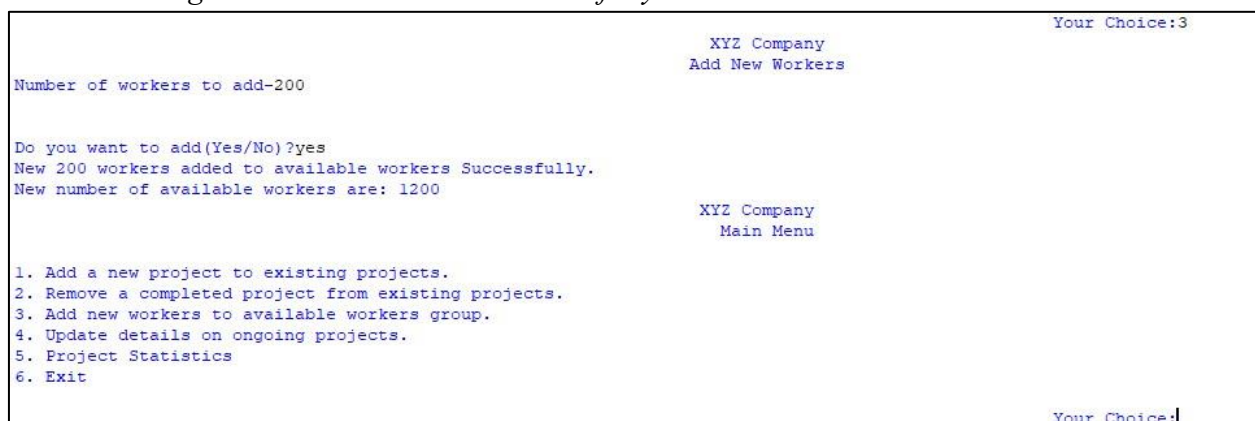 Your Choice:3
XYZ Company
Add New Workers
Number of workers to add-200
Do you want to add(Yes/No)?yes
New 200 workers added to available workers Successfully.
New number of available workers are: 1200
XYZ Company
Main Menu
1. Add a new project to existing projects.
2. Remove a completed project from existing projects.
3. Add new workers to available workers group.
4. Update details on ongoing projects.
5. Project Statistics
6. Exit
Your Choice: